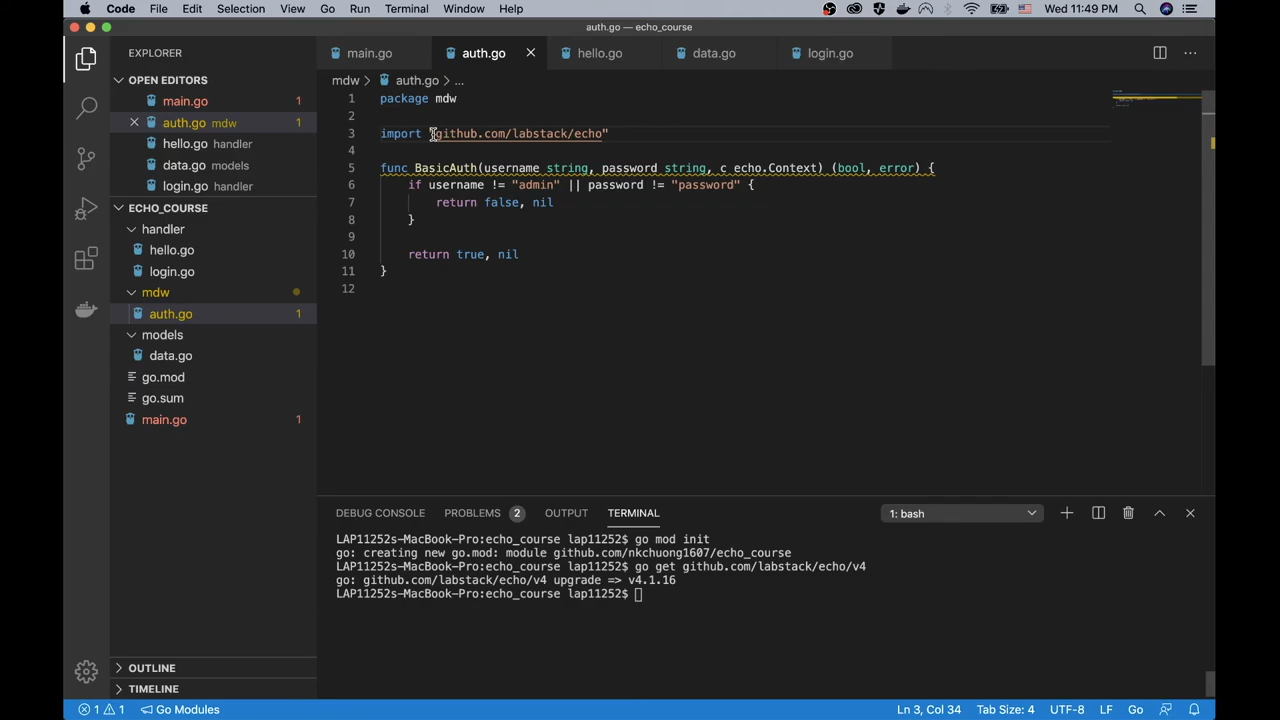 Code File Edit Selection View Go Run Terminal Window Help Wed 11:49 PM
auth.go — echo_course
EXPLORER
OPEN EDITORS
main.go 1
auth.go mdw 1
hello.go handler
data.go models
login.go handler
ECHO_COURSE
handler
hello.go
login.go
mdw
auth.go 1
models
data.go
go.mod
go.sum
main.go 1
OUTLINE
TIMELINE
main.go auth.go hello.go data.go login.go
mdw > auth.go > ...
1 package mdw
2
3 import "github.com/labstack/echo"
4
5 func BasicAuth(username string, password string, c echo.Context) (bool, error) {
6 if username != "admin" || password != "password" {
7 return false, nil
8 }
9
10 return true, nil
11 }
12
DEBUG CONSOLE PROBLEMS 2 OUTPUT TERMINAL 1: bash
LAP11252s-MacBook-Pro:echo_course lap11252$ go mod init
go: creating new go.mod: module github.com/nkchuong1607/echo_course
LAP11252s-MacBook-Pro:echo_course lap11252$ go get github.com/labstack/echo/v4
go: github.com/labstack/echo/v4 upgrade => v4.1.16
LAP11252s-MacBook-Pro:echo_course lap11252$
1 1 Go Modules Ln 3, Col 34 Tab Size: 4 UTF-8 LF Go